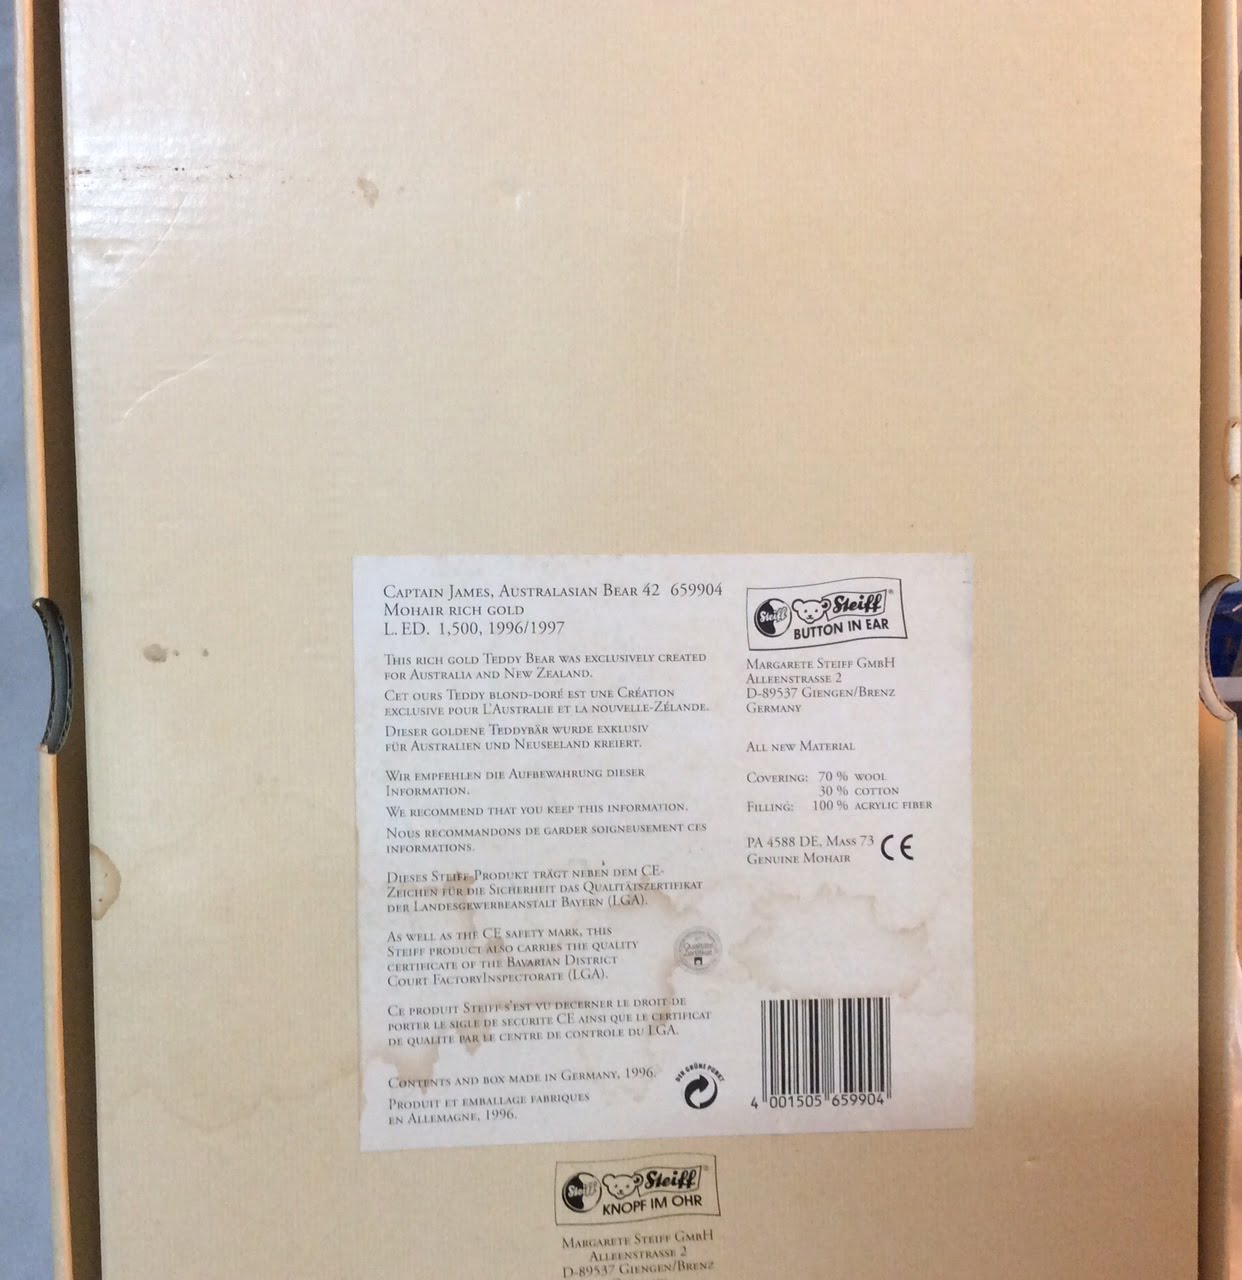 CAPTAIN JAMES, AUSTRALASIAN BEAR 42 659904
MOHAIR RICH GOLD
L. ED. 1,500, 1996/1997
THIS RICH GOLD TEDDY BEAR WAS EXCLUSIVELY CREATED
FOR AUSTRALIA AND NEW ZEALAND.
CET OURS TEDDY BLOND-DORÉ EST UNE CRÉATION
EXCLUSIVE POUR L'AUSTRALIE ET LA NOUVELLE-ZÉLANDE.
DIESER GOLDENE TEDDYBÄR WURDE EXKLUSIV
FÜR AUSTRALIEN UND NEUSEELAND KREIERT.
WIR EMPFEHLEN DIE AUFBEWAHRUNG DIESER
INFORMATION.
WE RECOMMEND THAT YOU KEEP THIS INFORMATION.
NOUS RECOMMANDONS DE GARDER SOIGNEUSEMENT CES
INFORMATIONS.
DIESES STEIFF-PRODUKT TRÄGT NEBEN DEM CE-
ZEICHEN FÜR DIE SICHERHEIT DAS QUALITÄTSZERTIFIKAT
DER LANDESGEWERBEANSTALT BAYERN (LGA).
AS WELL AS THE CE SAFETY MARK, THIS
STEIFF PRODUCT ALSO CARRIES THE QUALITY
CERTIFICATE OF THE BAVARIAN DISTRICT
COURT FACTORYINSPECTORATE (LGA).
CE PRODUIT STEIFF S'EST VU DECERNER LE DROIT DE
PORTER LE SIGLE DE SECURITE CE AINSI QUE LE CERTIFICAT
DE QUALITE PAR LE CENTRE DE CONTROLE DU LGA.
CONTENTS AND BOX MADE IN GERMANY, 1996.
PRODUIT ET EMBALLAGE FABRIQUES
EN ALLEMAGNE, 1996.
Steiff Steiff®
BUTTON IN EAR
MARGARETE STEIFF GMBH
ALLEENSTRASSE 2
D-89537 GIENGEN/BRENZ
GERMANY
ALL NEW MATERIAL
COVERING: 70 % WOOL
30 % COTTON
FILLING: 100 % ACRYLIC FIBER
PA 4588 DE, MASS 73 CE
GENUINE MOHAIR
Qualitäts
Zertifikat
DER GRÜNE PUNKT
4 001505 659904
Steiff Steiff®
KNOPF IM OHR
MARGARETE STEIFF GMBH
ALLEENSTRASSE 2
D-89537 GIENGEN/BRENZ